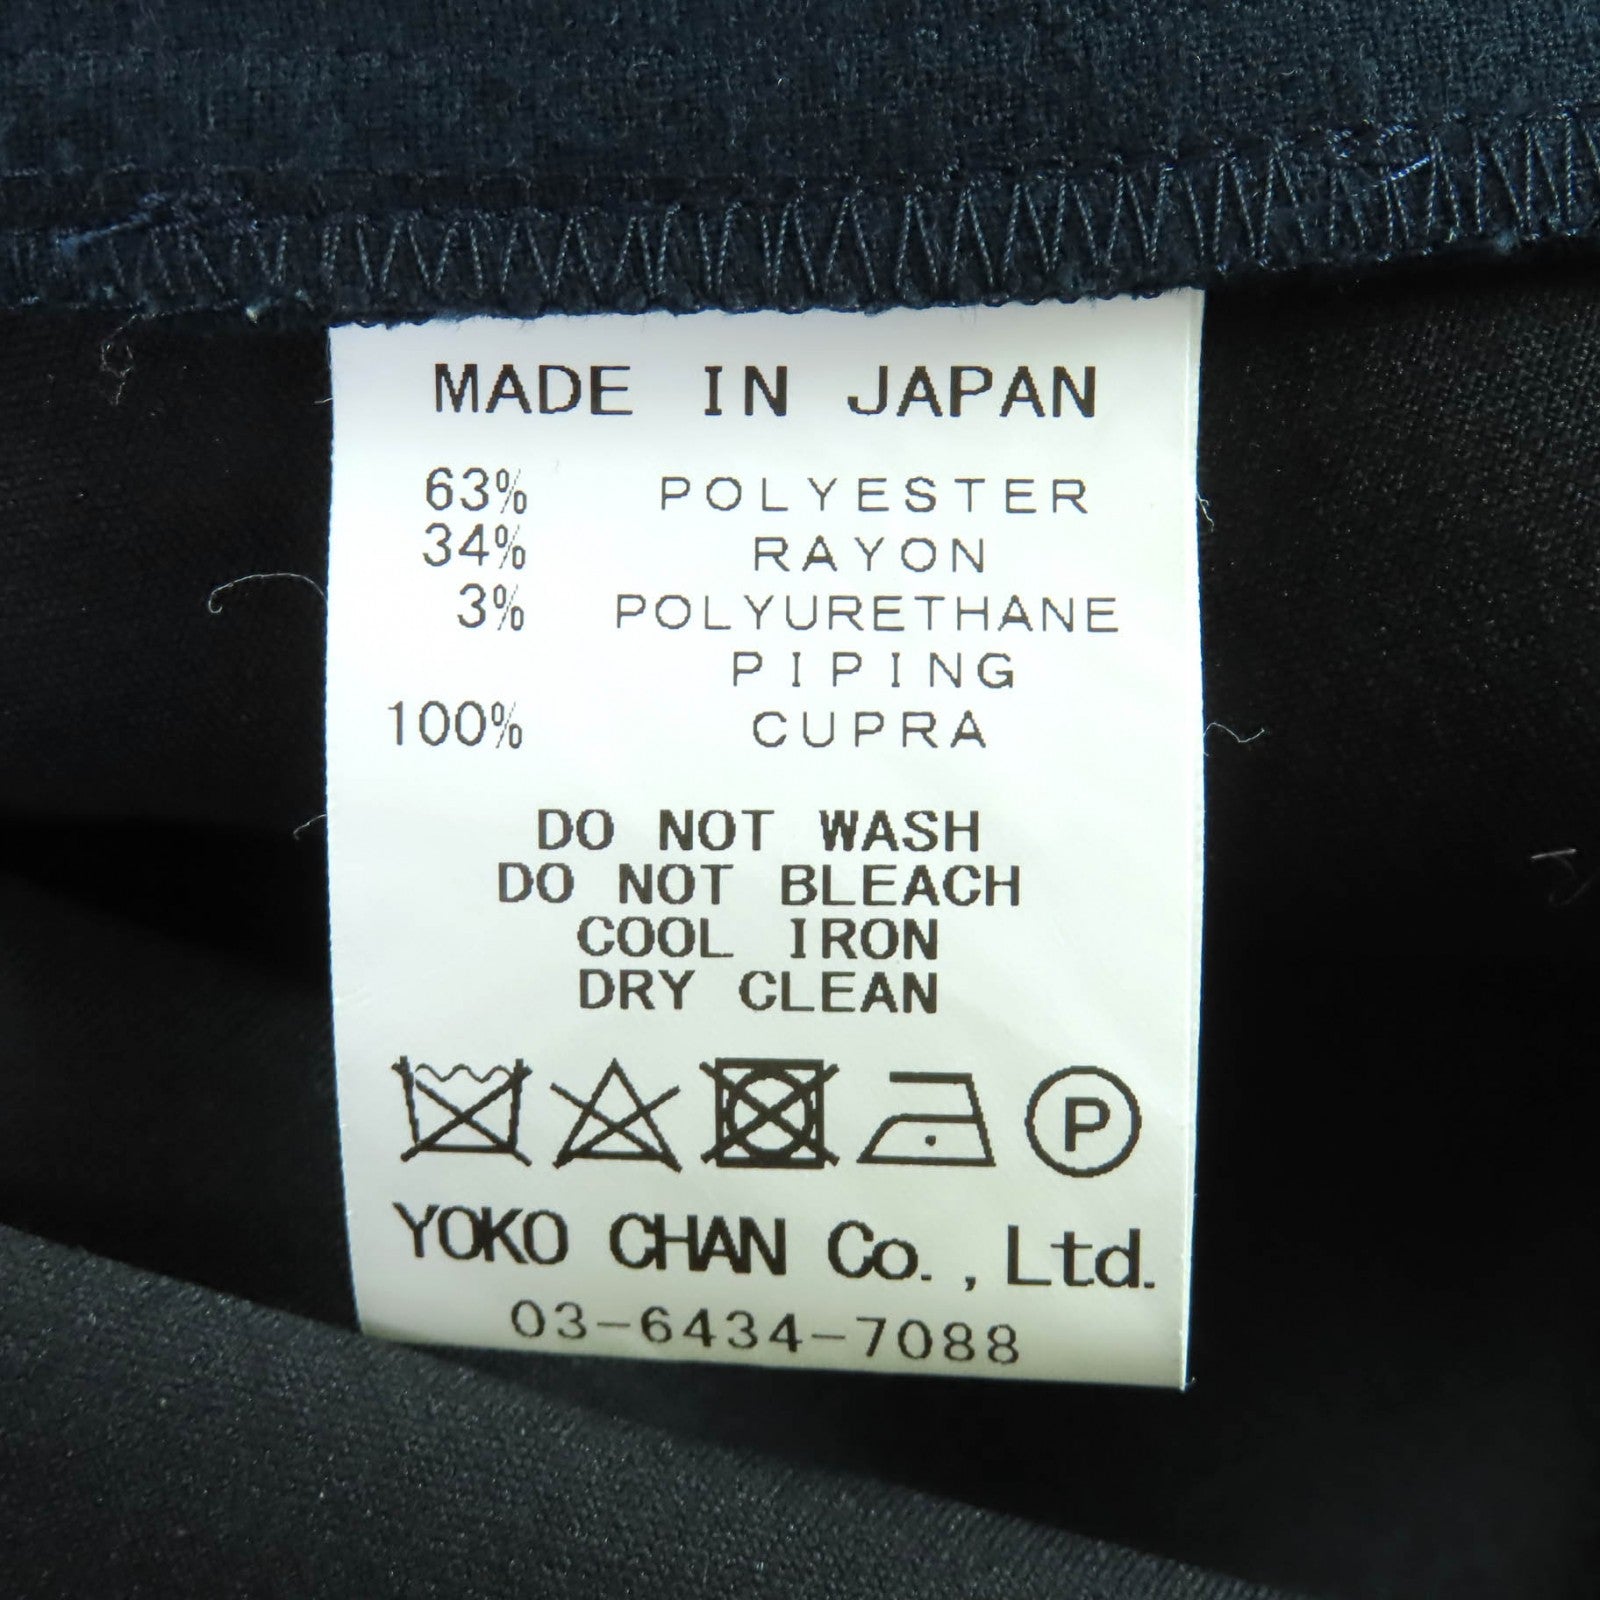 MADE IN JAPAN
63% POLYESTER
34% RAYON
3% POLYURETHANE
PIPING
100% CUPRA
DO NOT WASH
DO NOT BLEACH
COOL IRON
DRY CLEAN
P
YOKO CHAN Co., Ltd.
03-6434-7088